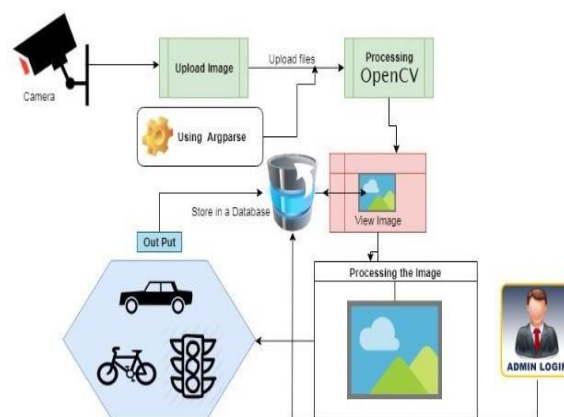 Camera
Upload Image
Upload files
Processing
OpenCV
Using Argparse
Store in a Database
View Image
Out Put
Processing the Image
ADMIN LOGIN